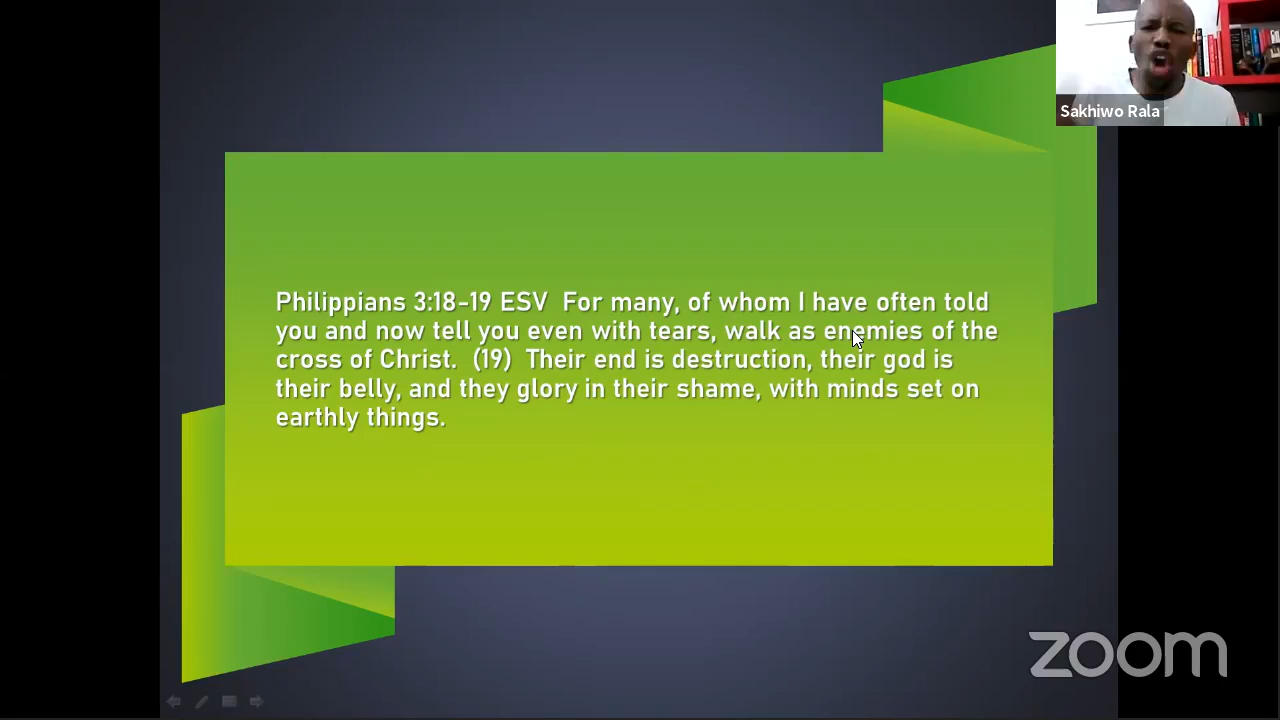 Sakhiwo Rala
Philippians 3:18-19 ESV  For many, of whom I have often told
you and now tell you even with tears, walk as enemies of the
cross of Christ.  (19)  Their end is destruction, their god is
their belly, and they glory in their shame, with minds set on
earthly things.
zoom